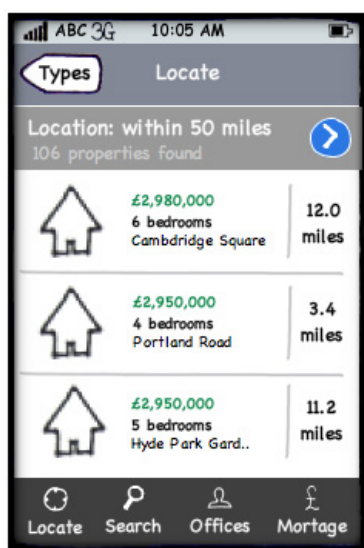 ABC 3G 10:05 AM
Types Locate
Location: within 50 miles
106 properties found
£2,980,000
6 bedrooms
Cambdridge Square
12.0
miles
£2,950,000
4 bedrooms
Portland Road
3.4
miles
£2,950,000
5 bedrooms
Hyde Park Gard..
11.2
miles
Locate Search Offices Mortage